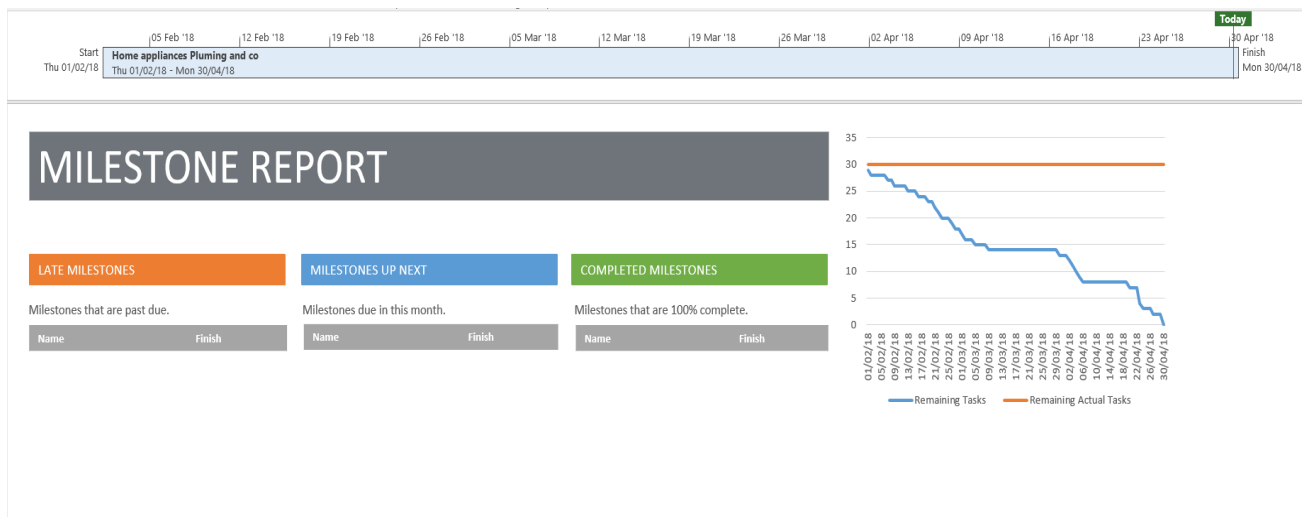 Today
05 Feb '18 12 Feb '18 19 Feb '18 26 Feb '18 05 Mar '18 12 Mar '18 19 Mar '18 26 Mar '18 02 Apr '18 09 Apr '18 16 Apr '18 23 Apr '18 30 Apr '18
Start
Thu 01/02/18
Home appliances Pluming and co
Thu 01/02/18 - Mon 30/04/18
Finish
Mon 30/04/18
MILESTONE REPORT
LATE MILESTONES
Milestones that are past due.
Name Finish
MILESTONES UP NEXT
Milestones due in this month.
Name Finish
COMPLETED MILESTONES
Milestones that are 100% complete.
Name Finish
35
30
25
20
15
10
5
0
01/02/18
05/02/18
09/02/18
13/02/18
17/02/18
21/02/18
25/02/18
01/03/18
05/03/18
09/03/18
13/03/18
17/03/18
21/03/18
25/03/18
29/03/18
02/04/18
06/04/18
10/04/18
14/04/18
18/04/18
22/04/18
26/04/18
30/04/18
Remaining Tasks Remaining Actual Tasks